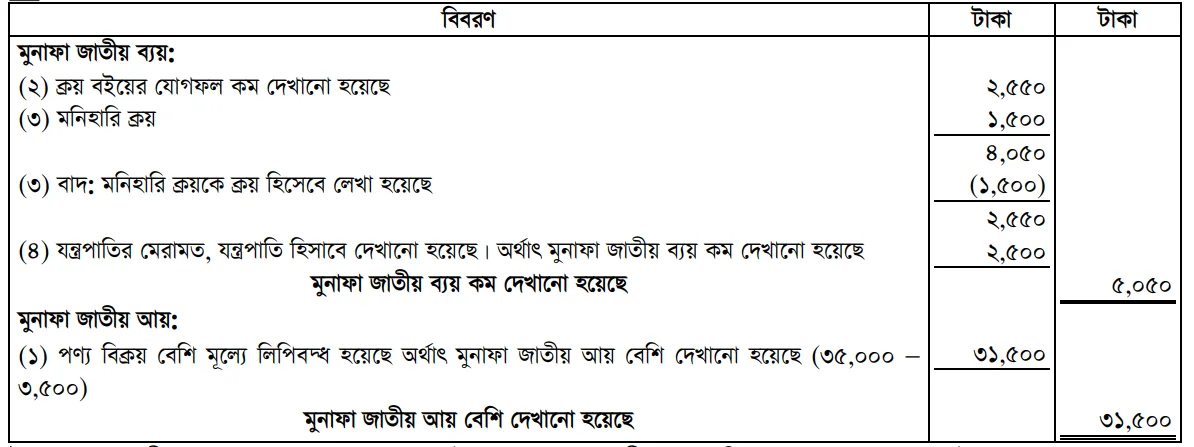 বিবরণ টাকা টাকা
মুনাফা জাতীয় ব্যয়:
(২) ক্রয় বইয়ের যোগফল কম দেখানো হয়েছে ২,৫৫০
(৩) মনিহারি ক্রয় ১,৫০০
৪,০৫০
(৩) বাদ: মনিহারি ক্রয়কে ক্রয় হিসেবে লেখা হয়েছে (১,৫০০)
২,৫৫০
(৪) যন্ত্রপাতির মেরামত, যন্ত্রপাতি হিসাবে দেখানো হয়েছে। অর্থাৎ মুনাফা জাতীয় ব্যয় কম দেখানো হয়েছে ২,৫০০
মুনাফা জাতীয় ব্যয় কম দেখানো হয়েছে ৫,০৫০
মুনাফা জাতীয় আয়:
(১) পণ্য বিক্রয় বেশি মূল্যে লিপিবদ্ধ হয়েছে অর্থাৎ মুনাফা জাতীয় আয় বেশি দেখানো হয়েছে (৩৫,০০০ – ৩১,৫০০
৩,৫০০)
মুনাফা জাতীয় আয় বেশি দেখানো হয়েছে ৩১,৫০০